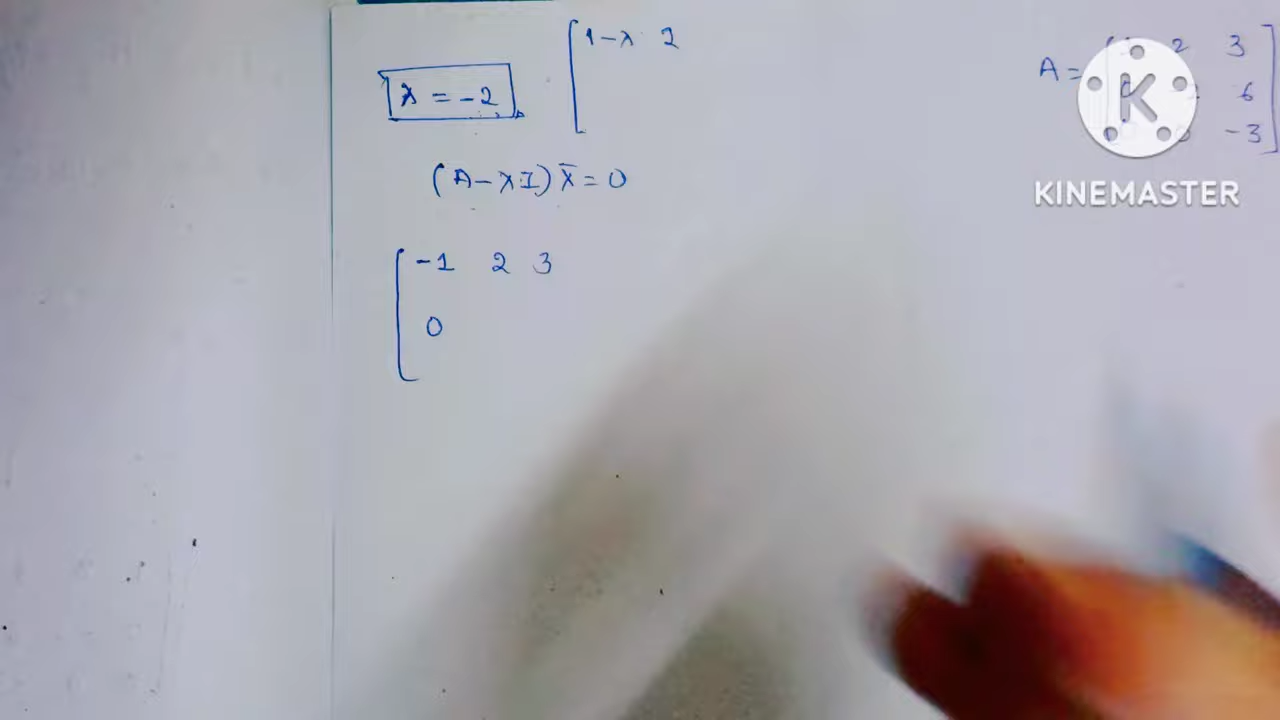 [1-λ 2
λ = -2
A = 2 3
6
-3]
(A-λI) X̄ = 0
KINEMASTER
[-1 2 3
0